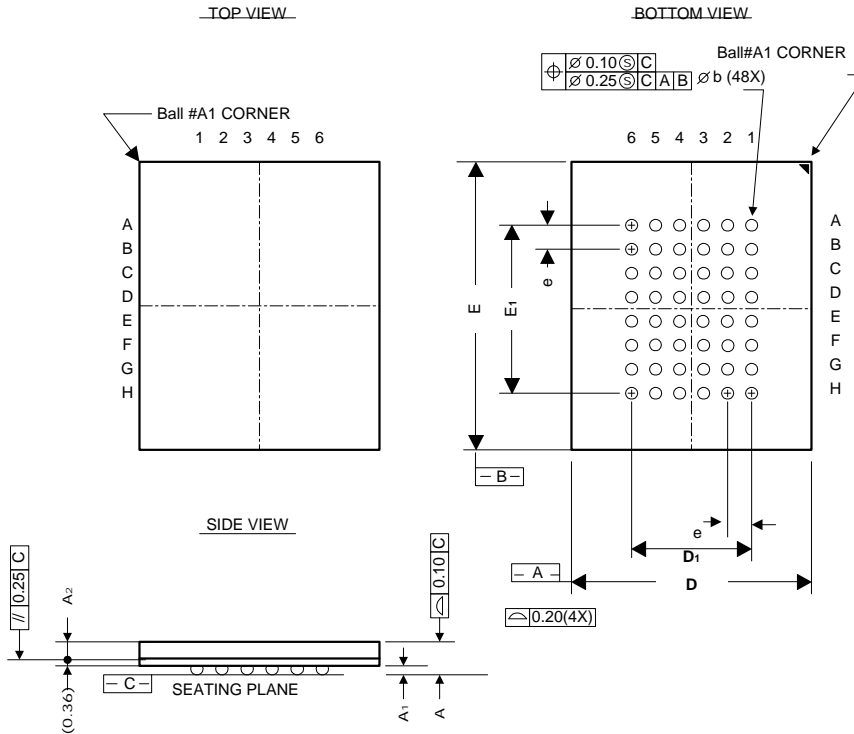 TOP VIEW
Ball #A1 CORNER
1 2 3 4 5 6
A
B
C
D
E
F
G
H
BOTTOM VIEW
⌖ ⌀ 0.10 Ⓢ C
⌀ 0.25 Ⓢ C A B
⌀ b (48X)
Ball#A1 CORNER
6 5 4 3 2 1
A
B
C
D
E
F
G
H
e
E1
E
– B –
e
D1
– A –
D
⌓ 0.20(4X)
SIDE VIEW
// 0.25 C
A2
(0.36)
⌓ 0.10 C
– C –
SEATING PLANE
A1
A